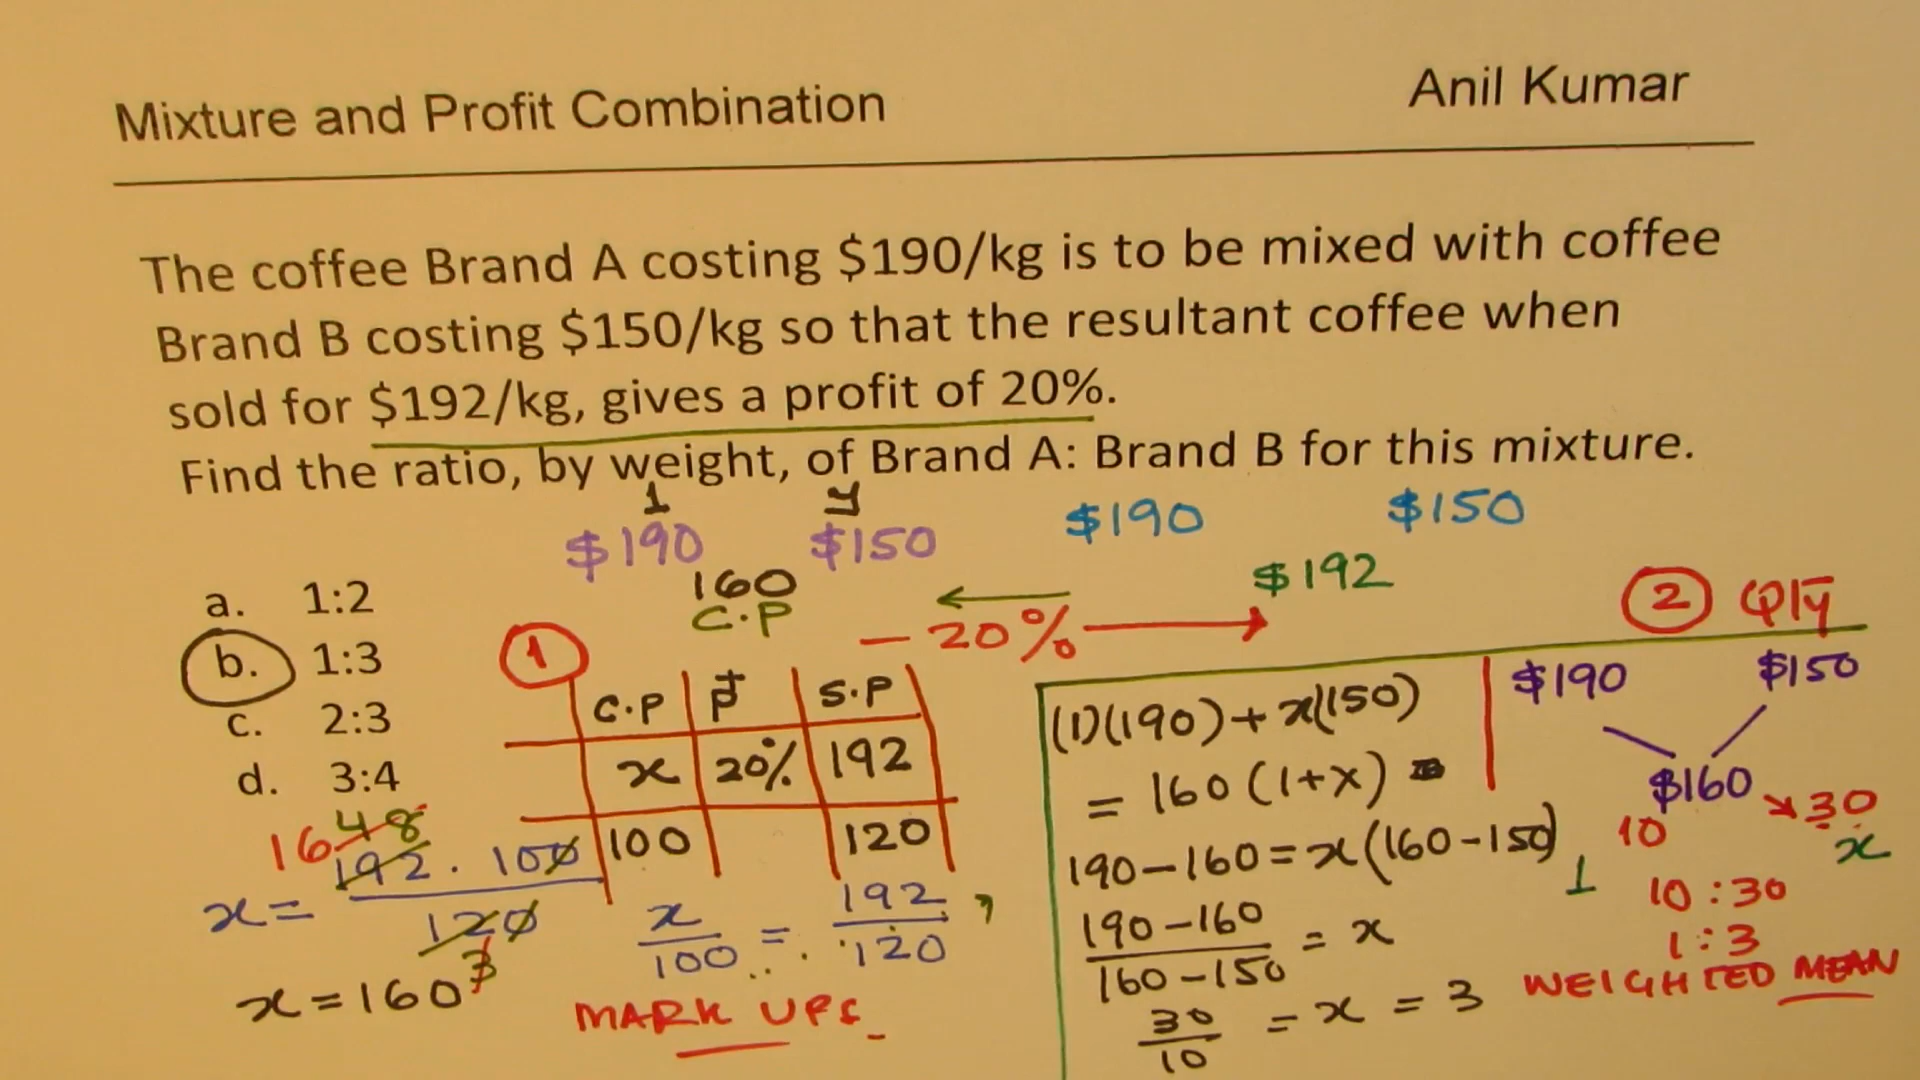 Mixture and Profit Combination
Anil Kumar
The coffee Brand A costing $190/kg is to be mixed with coffee
Brand B costing $150/kg so that the resultant coffee when
sold for $192/kg, gives a profit of 20%.
Find the ratio, by weight, of Brand A: Brand B for this mixture.
1 y
$190 $150
160
C.P
$190 $150
$192
20%
a. 1:2
b. 1:3
c. 2:3
d. 3:4
1
C.P P+ S.P
x 20% 192
100 120
16 48
x = 192 . 100
120
3
x = 160
x/100 = 192/120
MARK UPS
(1)(190) + x(150)
= 160 (1+x)
190 - 160 = x(160 - 150)
190 - 160
160 - 150 = x
30
10 = x = 3
2 Qty
$190 $150
$160
10 30
1 x
10 : 30
1 : 3
WEIGHTED MEAN